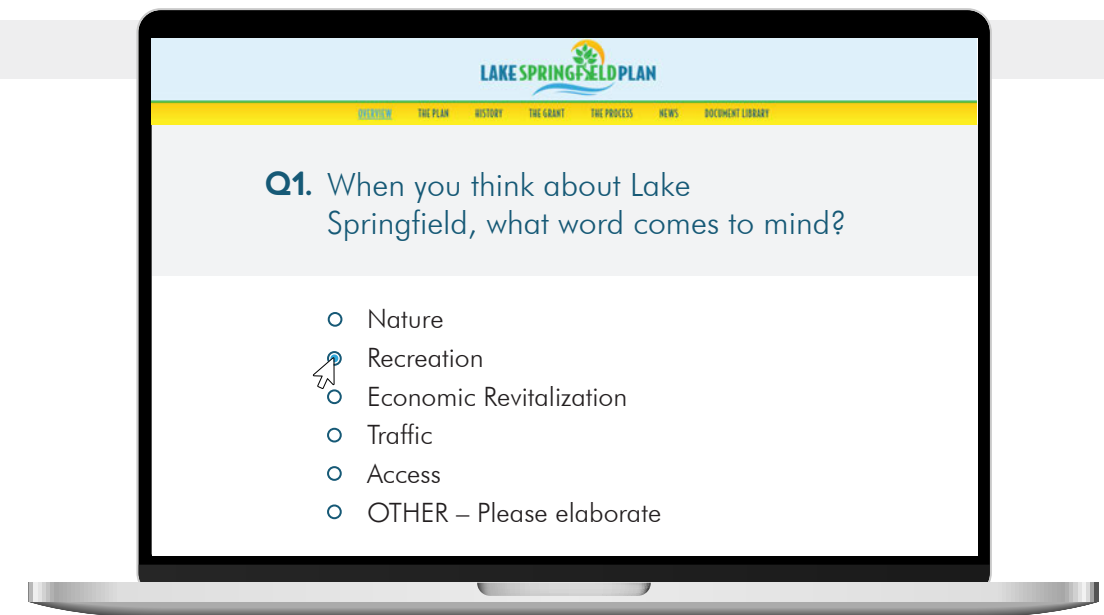 LAKE SPRINGFIELD PLAN
OVERVIEW THE PLAN HISTORY THE GRANT THE PROCESS NEWS DOCUMENT LIBRARY
Q1. When you think about Lake
Springfield, what word comes to mind?
Nature
Recreation
Economic Revitalization
Traffic
Access
OTHER – Please elaborate